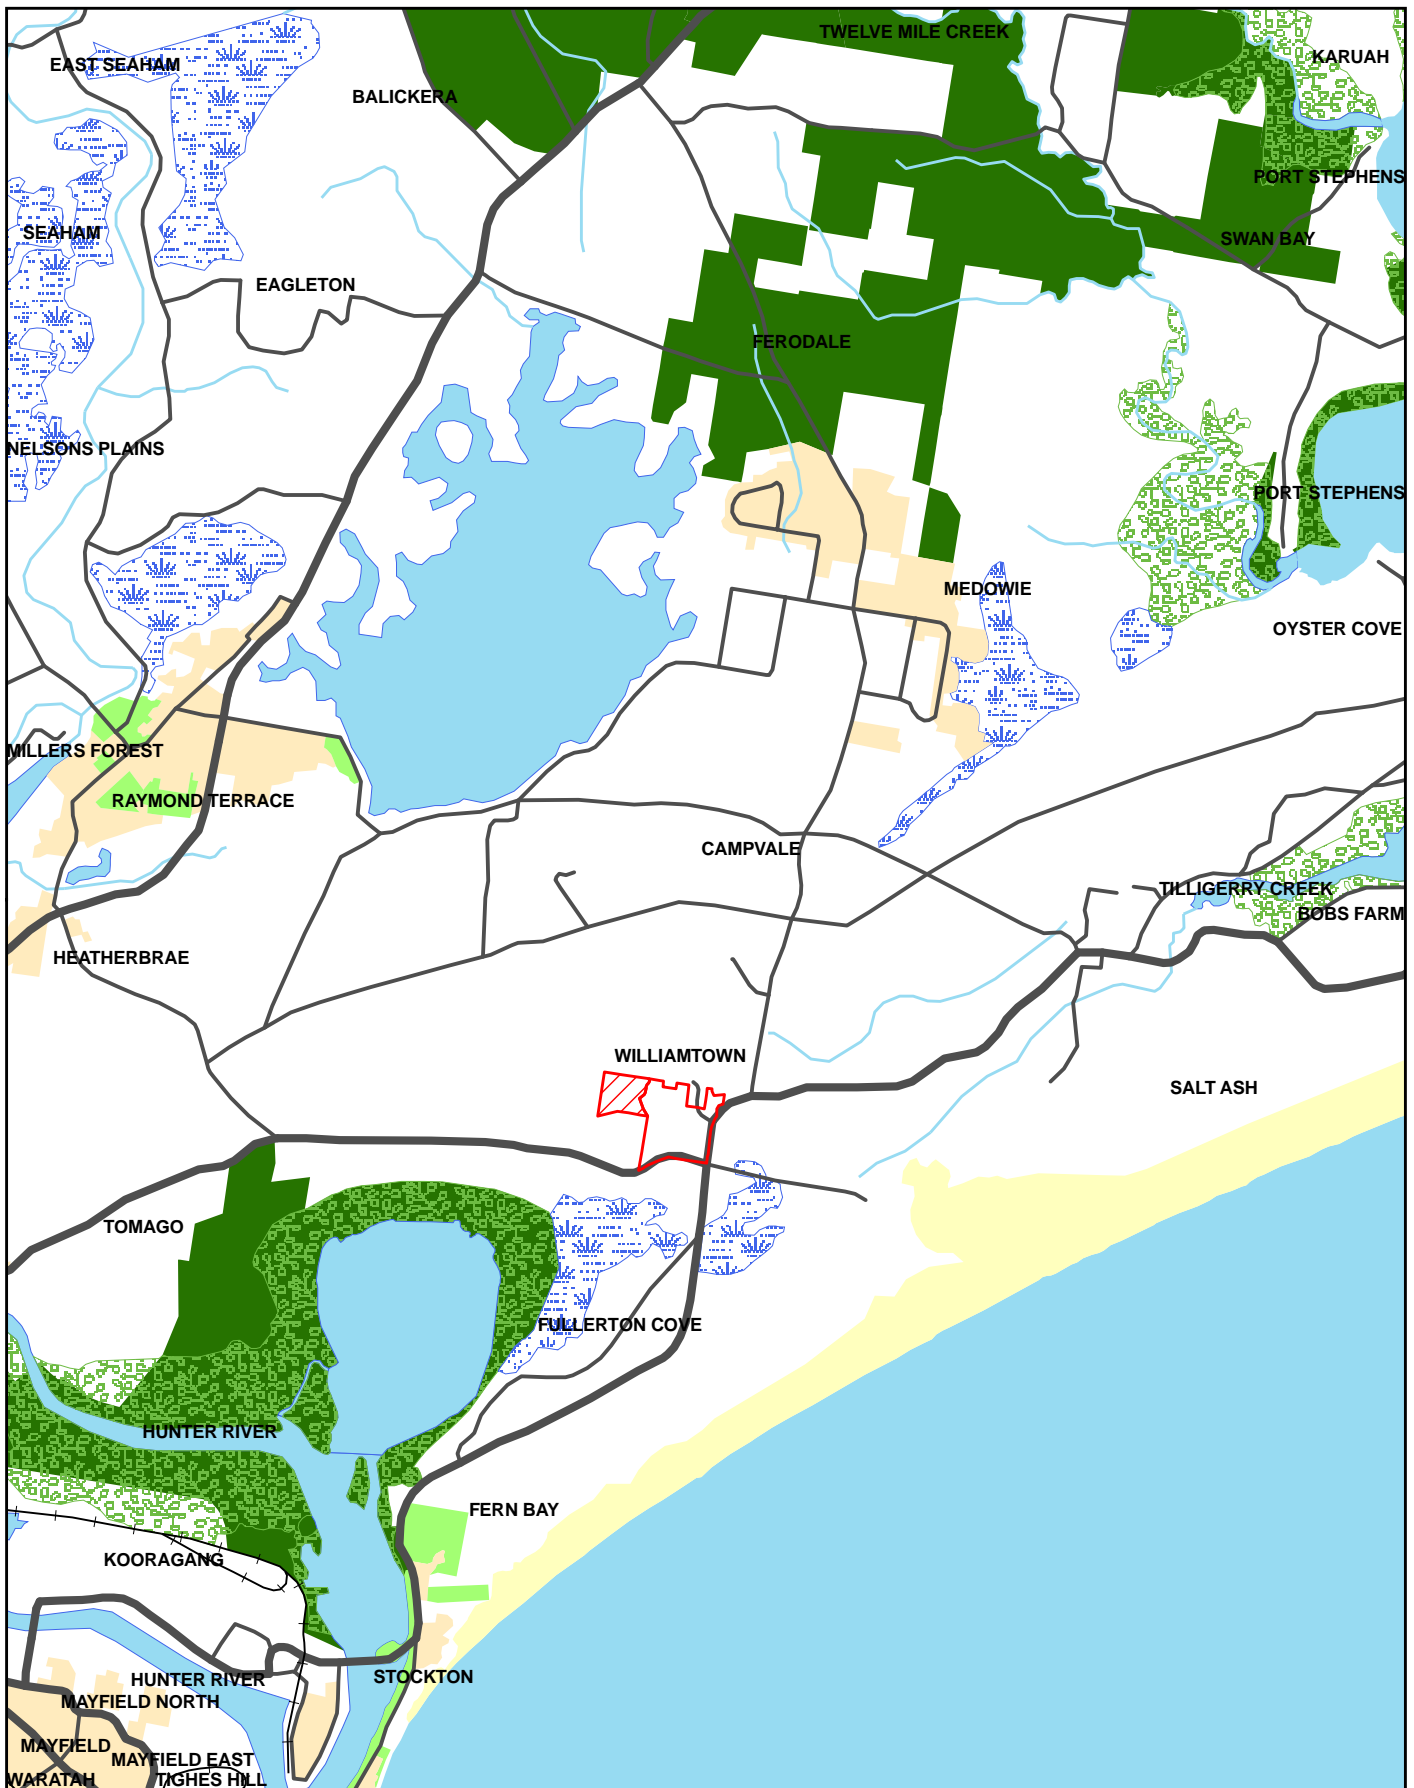 TWELVE MILE CREEK
KARUAH
EAST SEAHAM
BALICKERA
PORT STEPHENS
SEAHAM
SWAN BAY
EAGLETON
FERODALE
NELSONS PLAINS
PORT STEPHENS
MEDOWIE
OYSTER COVE
MILLERS FOREST
RAYMOND TERRACE
CAMPVALE
TILLIGERRY CREEK
BOBS FARM
HEATHERBRAE
WILLIAMTOWN
SALT ASH
TOMAGO
FULLERTON COVE
HUNTER RIVER
FERN BAY
KOORAGANG
STOCKTON
HUNTER RIVER
MAYFIELD NORTH
MAYFIELD
MAYFIELD EAST
WARATAH
TIGHES HILL